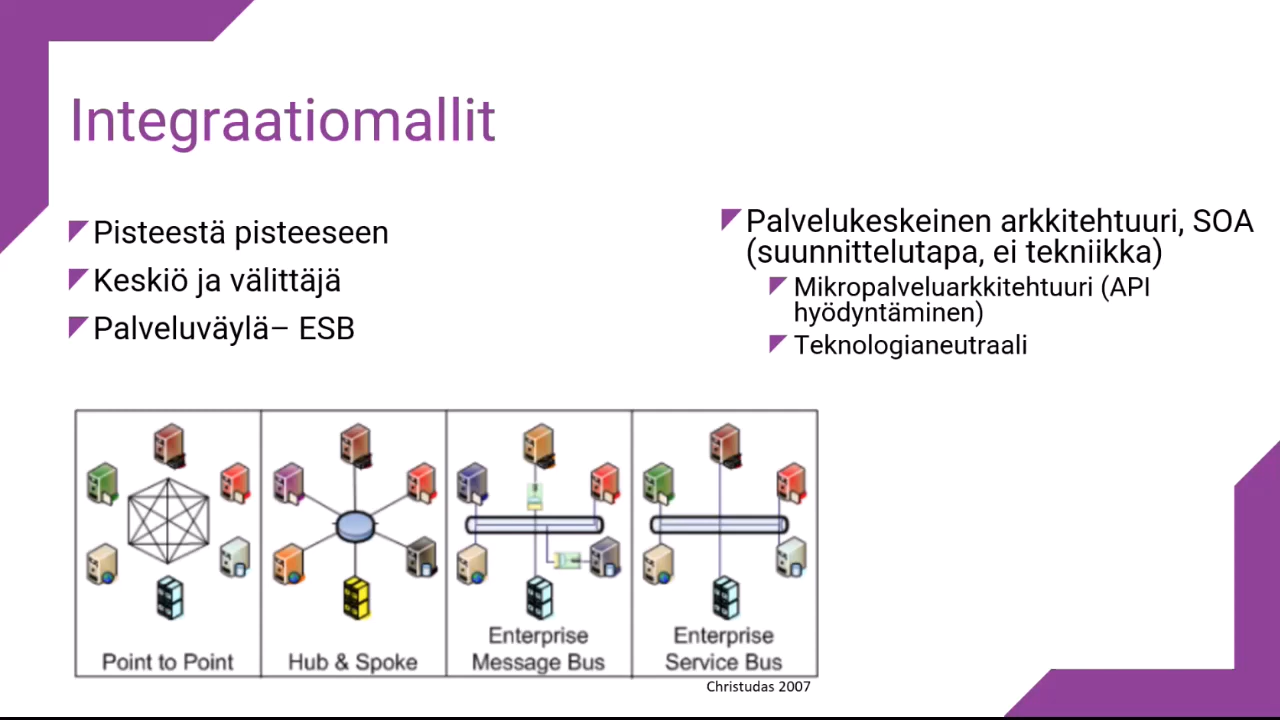 Integraatiomallit
Pisteestä pisteeseen
Keskiö ja välittäjä
Palveluväylä– ESB
Palvelukeskeinen arkkitehtuuri, SOA
(suunnittelutapa, ei tekniikka)
Mikropalveluarkkitehtuuri (API
hyödyntäminen)
Teknologianeutraali
Point to Point
Hub & Spoke
Enterprise
Message Bus
Enterprise
Service Bus
Christudas 2007